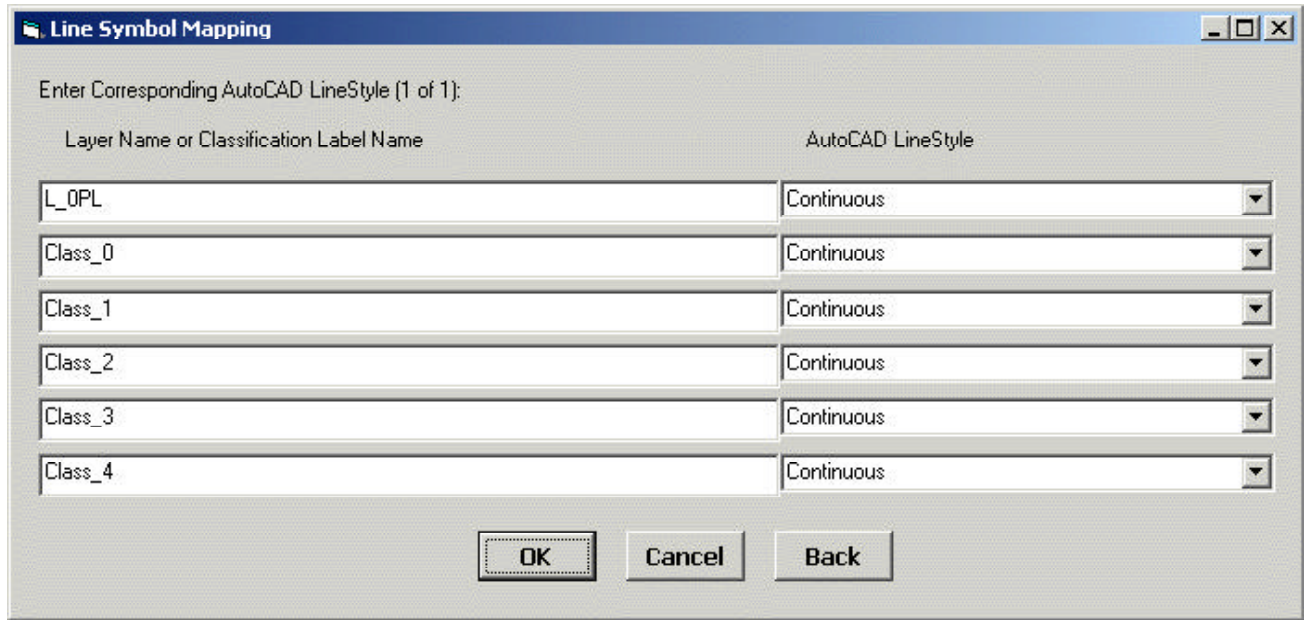 Line Symbol Mapping
Enter Corresponding AutoCAD LineStyle (1 of 1):
Layer Name or Classification Label Name AutoCAD LineStyle
L_0PL Continuous
Class_0 Continuous
Class_1 Continuous
Class_2 Continuous
Class_3 Continuous
Class_4 Continuous
OK Cancel Back